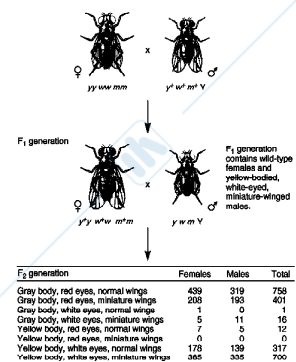 x
♀ ♂
yy ww mm y⁺ w⁺ m⁺ Y
F₁ generation
F₁ generation
contains wild-type
females and
yellow-bodied,
white-eyed,
miniature-winged
males.
x
♀ ♂
y⁺y w⁺w m⁺m y w m Y
F₂ generation Females Males Total
Gray body, red eyes, normal wings 439 319 758
Gray body, red eyes, miniature wings 208 193 401
Gray body, white eyes, normal wings 1 0 1
Gray body, white eyes, miniature wings 5 11 16
Yellow body, red eyes, normal wings 7 5 12
Yellow body, red eyes, miniature wings 0 0 0
Yellow body, white eyes, normal wings 178 139 317
Yellow body, white eyes, miniature wings 365 335 700